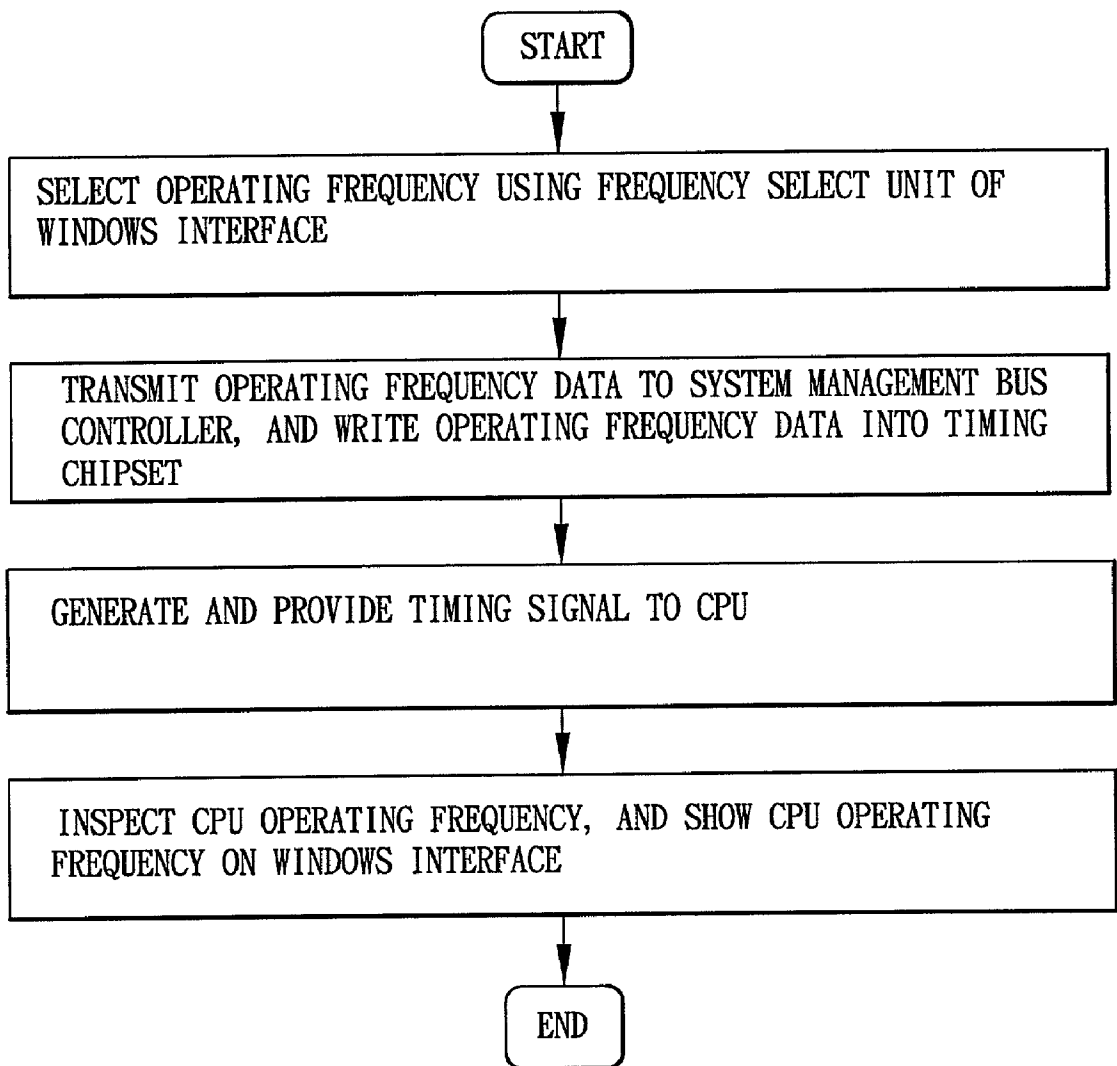 START
SELECT OPERATING FREQUENCY USING FREQUENCY SELECT UNIT OF
WINDOWS INTERFACE
TRANSMIT OPERATING FREQUENCY DATA TO SYSTEM MANAGEMENT BUS
CONTROLLER, AND WRITE OPERATING FREQUENCY DATA INTO TIMING
CHIPSET
GENERATE AND PROVIDE TIMING SIGNAL TO CPU
INSPECT CPU OPERATING FREQUENCY, AND SHOW CPU OPERATING
FREQUENCY ON WINDOWS INTERFACE
END